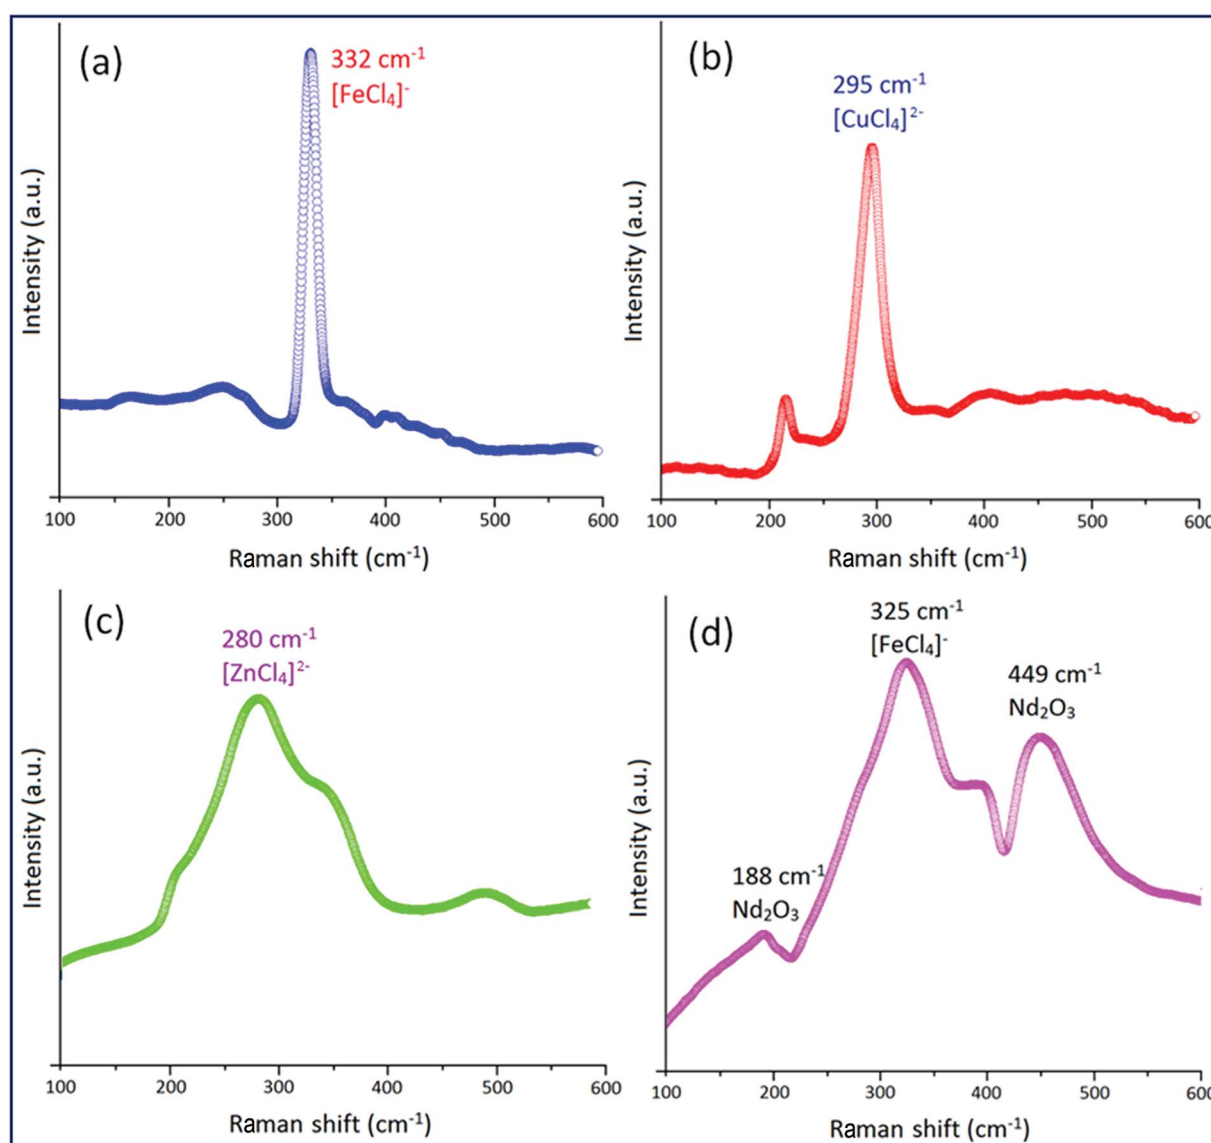 (a)
332 cm⁻¹
[FeCl₄]⁻
Intensity (a.u.)
100 200 300 400 500 600
Raman shift (cm⁻¹)
(b)
295 cm⁻¹
[CuCl₄]²⁻
Intensity (a.u.)
100 200 300 400 500 600
Raman shift (cm⁻¹)
(c)
280 cm⁻¹
[ZnCl₄]²⁻
Intensity (a.u.)
100 200 300 400 500 600
Raman shift (cm⁻¹)
(d)
325 cm⁻¹
[FeCl₄]⁻
449 cm⁻¹
Nd₂O₃
188 cm⁻¹
Nd₂O₃
Intensity (a.u.)
100 200 300 400 500 600
Raman shift (cm⁻¹)